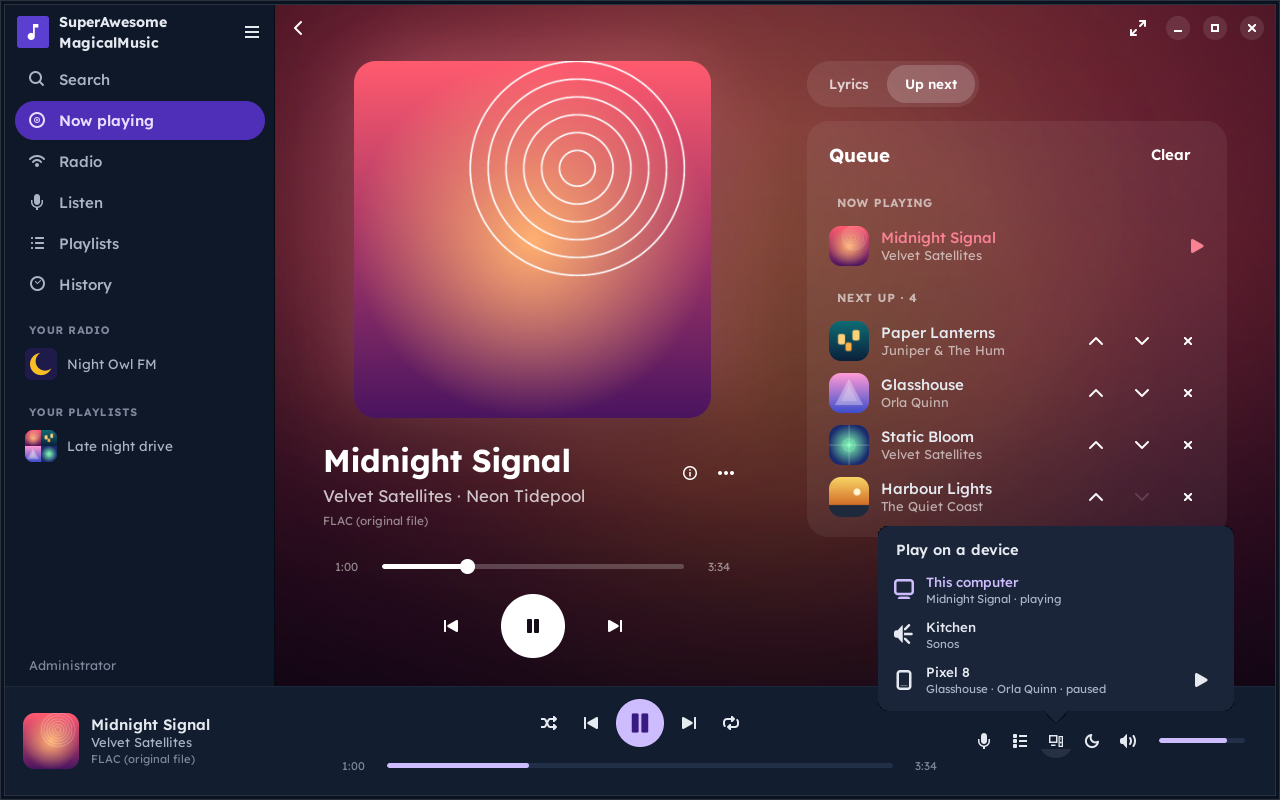 SuperAwesome
MagicalMusic
Search
Now playing
Radio
Listen
Playlists
History
YOUR RADIO
Night Owl FM
YOUR PLAYLISTS
Late night drive
Administrator
Midnight Signal
Velvet Satellites · Neon Tidepool
FLAC (original file)
1:00
3:34
Lyrics
Up next
Queue
Clear
NOW PLAYING
Midnight Signal
Velvet Satellites
NEXT UP · 4
Paper Lanterns
Juniper & The Hum
Glasshouse
Orla Quinn
Static Bloom
Velvet Satellites
Harbour Lights
The Quiet Coast
Play on a device
This computer
Midnight Signal · playing
Kitchen
Sonos
Pixel 8
Glasshouse · Orla Quinn · paused
Midnight Signal
Velvet Satellites
FLAC (original file)
1:00
3:34